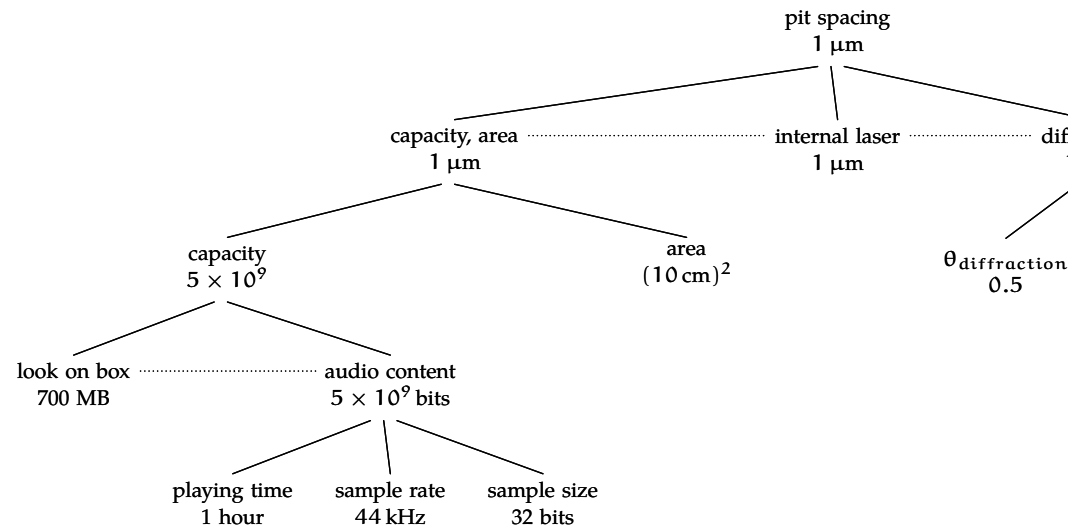 pit spacing
1 µm
capacity, area
1 µm
internal laser
1 µm
capacity
5 × 10⁹
area
(10 cm)²
θdiffraction
0.5
look on box
700 MB
audio content
5 × 10⁹ bits
playing time
1 hour
sample rate
44 kHz
sample size
32 bits